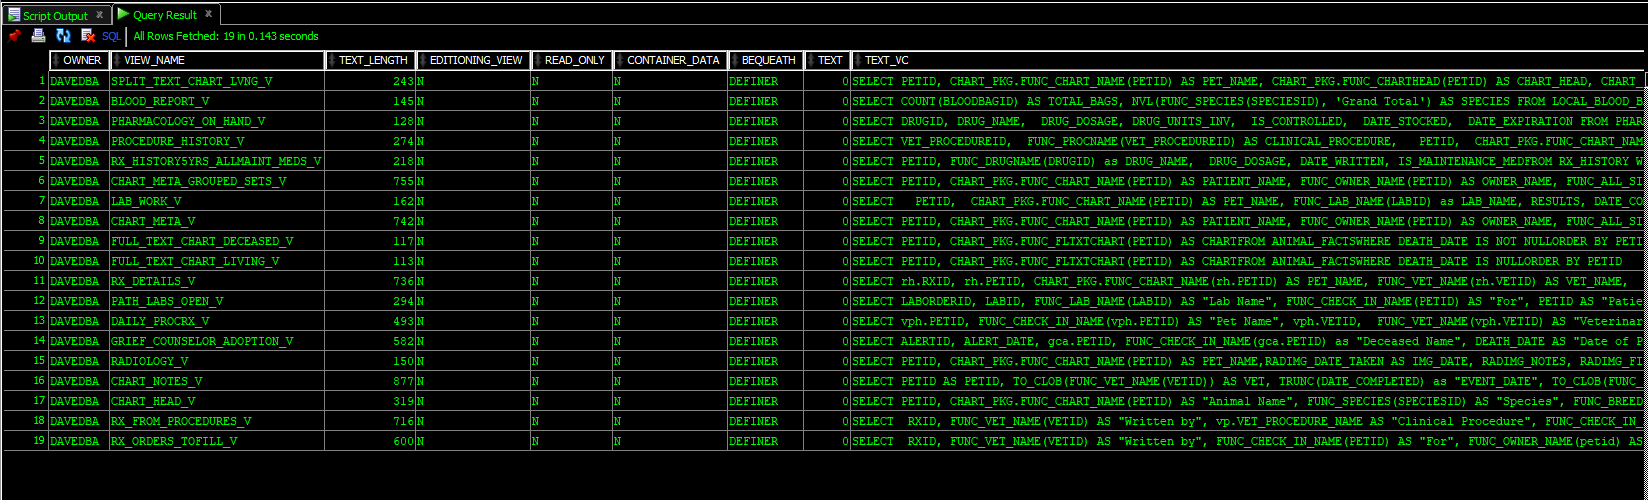 Script Output x Query Result x
SQL All Rows Fetched: 19 in 0.143 seconds
OWNER VIEW_NAME TEXT_LENGTH EDITIONING_VIEW READ_ONLY CONTAINER_DATA BEQUEATH TEXT TEXT_VC
1 DAVEDBA SPLIT_TEXT_CHART_LVNG_V 243 N N N DEFINER 0 SELECT PETID, CHART_PKG.FUNC_CHART_NAME(PETID) AS PET_NAME, CHART_PKG.FUNC_CHARTHEAD(PETID) AS CHART_HEAD, CHART_
2 DAVEDBA BLOOD_REPORT_V 145 N N N DEFINER 0 SELECT COUNT(BLOODBAGID) AS TOTAL_BAGS, NVL(FUNC_SPECIES(SPECIESID), 'Grand Total') AS SPECIES FROM LOCAL_BLOOD_B
3 DAVEDBA PHARMACOLOGY_ON_HAND_V 128 N N N DEFINER 0 SELECT DRUGID, DRUG_NAME, DRUG_DOSAGE, DRUG_UNITS_INV, IS_CONTROLLED, DATE_STOCKED, DATE_EXPIRATION FROM PHAR
4 DAVEDBA PROCEDURE_HISTORY_V 274 N N N DEFINER 0 SELECT VET_PROCEDUREID, FUNC_PROCNAME(VET_PROCEDUREID) AS CLINICAL_PROCEDURE, PETID, CHART_PKG.FUNC_CHART_NAM
5 DAVEDBA RX_HISTORY5YRS_ALLMAINT_MEDS_V 218 N N N DEFINER 0 SELECT PETID, FUNC_DRUGNAME(DRUGID) as DRUG_NAME, DRUG_DOSAGE, DATE_WRITTEN, IS_MAINTENANCE_MEDFROM RX_HISTORY W
6 DAVEDBA CHART_META_GROUPED_SETS_V 755 N N N DEFINER 0 SELECT PETID, CHART_PKG.FUNC_CHART_NAME(PETID) AS PATIENT_NAME, FUNC_OWNER_NAME(PETID) AS OWNER_NAME, FUNC_ALL_SI
7 DAVEDBA LAB_WORK_V 162 N N N DEFINER 0 SELECT PETID, CHART_PKG.FUNC_CHART_NAME(PETID) AS PET_NAME, FUNC_LAB_NAME(LABID) as LAB_NAME, RESULTS, DATE_CO
8 DAVEDBA CHART_META_V 742 N N N DEFINER 0 SELECT PETID, CHART_PKG.FUNC_CHART_NAME(PETID) AS PATIENT_NAME, FUNC_OWNER_NAME(PETID) AS OWNER_NAME, FUNC_ALL_SI
9 DAVEDBA FULL_TEXT_CHART_DECEASED_V 117 N N N DEFINER 0 SELECT PETID, CHART_PKG.FUNC_FLTXTCHART(PETID) AS CHARTFROM ANIMAL_FACTSWHERE DEATH_DATE IS NOT NULLORDER BY PETI
10 DAVEDBA FULL_TEXT_CHART_LIVING_V 113 N N N DEFINER 0 SELECT PETID, CHART_PKG.FUNC_FLTXTCHART(PETID) AS CHARTFROM ANIMAL_FACTSWHERE DEATH_DATE IS NULLORDER BY PETID
11 DAVEDBA RX_DETAILS_V 736 N N N DEFINER 0 SELECT rh.RXID, rh.PETID, CHART_PKG.FUNC_CHART_NAME(rh.PETID) AS PET_NAME, FUNC_VET_NAME(rh.VETID) AS VET_NAME,
12 DAVEDBA PATH_LABS_OPEN_V 294 N N N DEFINER 0 SELECT LABORDERID, LABID, FUNC_LAB_NAME(LABID) AS "Lab Name", FUNC_CHECK_IN_NAME(PETID) AS "For", PETID AS "Patie
13 DAVEDBA DAILY_PROCRX_V 493 N N N DEFINER 0 SELECT vph.PETID, FUNC_CHECK_IN_NAME(vph.PETID) AS "Pet Name", vph.VETID, FUNC_VET_NAME(vph.VETID) AS "Veterinar
14 DAVEDBA GRIEF_COUNSELOR_ADOPTION_V 582 N N N DEFINER 0 SELECT ALERTID, ALERT_DATE, gca.PETID, FUNC_CHECK_IN_NAME(gca.PETID) as "Deceased Name", DEATH_DATE AS "Date of P
15 DAVEDBA RADIOLOGY_V 150 N N N DEFINER 0 SELECT PETID, CHART_PKG.FUNC_CHART_NAME(PETID) AS PET_NAME,RADIMG_DATE_TAKEN AS IMG_DATE, RADIMG_NOTES, RADIMG_FI
16 DAVEDBA CHART_NOTES_V 877 N N N DEFINER 0 SELECT PETID AS PETID, TO_CLOB(FUNC_VET_NAME(VETID)) AS VET, TRUNC(DATE_COMPLETED) as "EVENT_DATE", TO_CLOB(FUNC_
17 DAVEDBA CHART_HEAD_V 319 N N N DEFINER 0 SELECT PETID, CHART_PKG.FUNC_CHART_NAME(PETID) AS "Animal Name", FUNC_SPECIES(SPECIESID) AS "Species", FUNC_BREED
18 DAVEDBA RX_FROM_PROCEDURES_V 716 N N N DEFINER 0 SELECT RXID, FUNC_VET_NAME(VETID) AS "Written by", vp.VET_PROCEDURE_NAME AS "Clinical Procedure", FUNC_CHECK_IN_
19 DAVEDBA RX_ORDERS_TOFILL_V 600 N N N DEFINER 0 SELECT RXID, FUNC_VET_NAME(VETID) AS "Written by", FUNC_CHECK_IN_NAME(PETID) AS "For", FUNC_OWNER_NAME(petid) AS